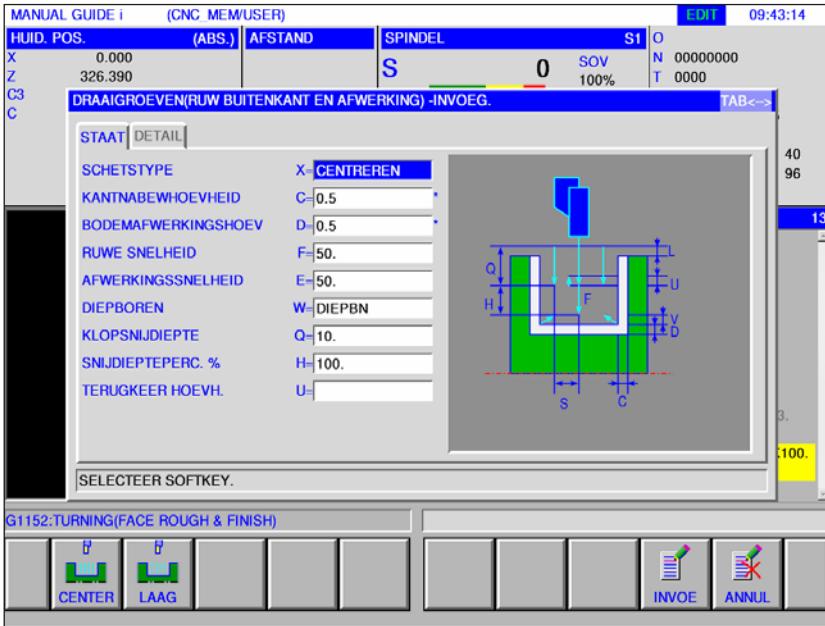 MANUAL GUIDE i (CNC_MEM/USER) EDIT 09:43:14
HUID. POS. (ABS.) AFSTAND SPINDEL S1 O
X 0.000 S 0 SOV N 00000000
Z 326.390 100% T 0000
C3
C
DRAAIGROEVEN(RUW BUITENKANT EN AFWERKING) -INVOEG. TAB<-->
STAAT DETAIL
SCHETSTYPE X=CENTREREN
KANTNABEWHOEVHEID C=0.5 *
BODEMAFWERKINGSHOEV D=0.5 *
RUWE SNELHEID F=50.
AFWERKINGSSNELHEID E=50.
DIEPBOREN W=DIEPBN
KLOPSNIJDIEPTE Q=10.
SNIJDIEPTEPERC. % H=100.
TERUGKEER HOEVH. U=
L
Q
U
F
H
V
D
S C
40
96
13
3.
100.
SELECTEER SOFTKEY.
G1152:TURNING(FACE ROUGH & FINISH)
CENTER LAAG INVOE ANNUL